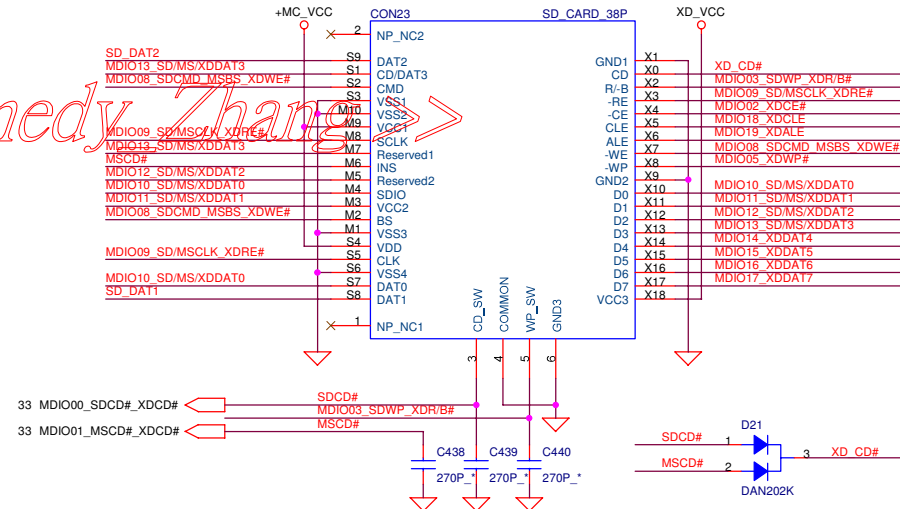 +MC_VCC
CON23
SD_CARD_38P
XD_VCC
2 NP_NC2
SD_DAT2 S9 DAT2
MDIO13_SD/MS/XDDAT3 S1 CD/DAT3
MDIO08_SDCMD_MSBS_XDWE# S2 CMD
S3 VSS1
M10 VSS2
M9 VCC1
MDIO09_SD/MSCLK_XDRE# M8 SCLK
MDIO13_SD/MS/XDDAT3 M7 Reserved1
MSCD# M6 INS
MDIO12_SD/MS/XDDAT2 M5 Reserved2
MDIO10_SD/MS/XDDAT0 M4 SDIO
MDIO11_SD/MS/XDDAT1 M3 VCC2
MDIO08_SDCMD_MSBS_XDWE# M2 BS
M1 VSS3
S4 VDD
MDIO09_SD/MSCLK_XDRE# S5 CLK
S6 VSS4
MDIO10_SD/MS/XDDAT0 S7 DAT0
SD_DAT1 S8 DAT1
1 NP_NC1
nedy_Zhang>>
GND1 X1
CD X0 XD_CD#
R/-B X2 MDIO03_SDWP_XDR/B#
-RE X3 MDIO09_SD/MSCLK_XDRE#
-CE X4 MDIO02_XDCE#
CLE X5 MDIO18_XDCLE
ALE X6 MDIO19_XDALE
-WE X7 MDIO08_SDCMD_MSBS_XDWE#
-WP X8 MDIO05_XDWP#
GND2 X9
D0 X10 MDIO10_SD/MS/XDDAT0
D1 X11 MDIO11_SD/MS/XDDAT1
D2 X12 MDIO12_SD/MS/XDDAT2
D3 X13 MDIO13_SD/MS/XDDAT3
D4 X14 MDIO14_XDDAT4
D5 X15 MDIO15_XDDAT5
D6 X16 MDIO16_XDDAT6
D7 X17 MDIO17_XDDAT7
VCC3 X18
CD_SW
COMMON
WP_SW
GND3
3
4
5
6
33 MDIO00_SDCD#_XDCD# SDCD#
MDIO03_SDWP_XDR/B#
33 MDIO01_MSCD#_XDCD# MSCD#
C438 C439 C440
270P_* 270P_* 270P_*
D21
SDCD# 1
3 XD_CD#
MSCD# 2
DAN202K